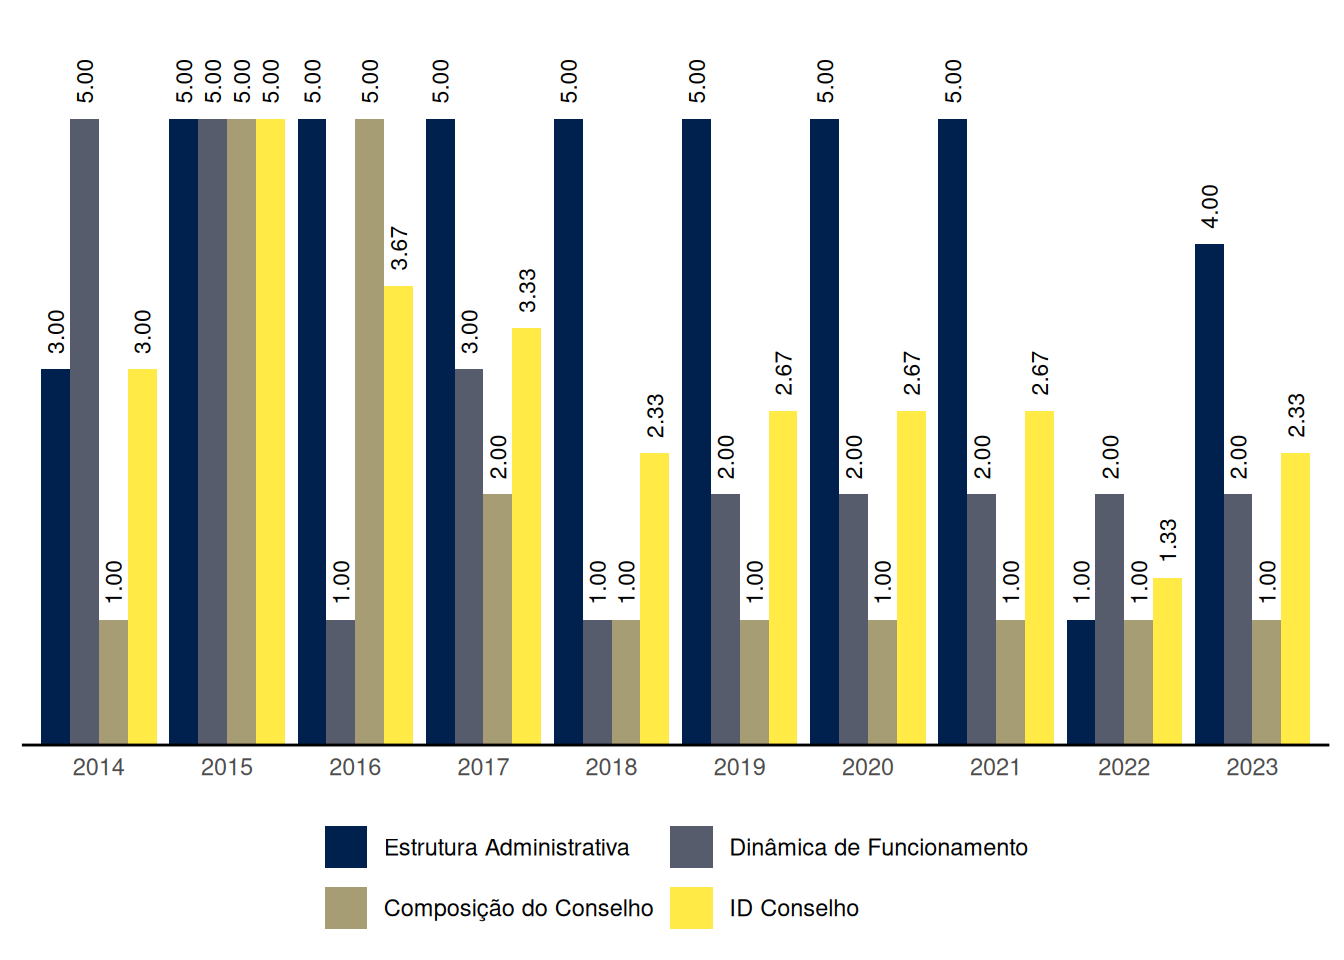 3.00 5.00 1.00 3.00
5.00 5.00 5.00 5.00
5.00 1.00 5.00 3.67
5.00 3.00 2.00 3.33
5.00 1.00 1.00 2.33
5.00 2.00 1.00 2.67
5.00 2.00 1.00 2.67
5.00 2.00 1.00 2.67
1.00 2.00 1.00 1.33
4.00 2.00 1.00 2.33
2014 2015 2016 2017 2018 2019 2020 2021 2022 2023
Estrutura Administrativa Dinâmica de Funcionamento
Composição do Conselho ID Conselho